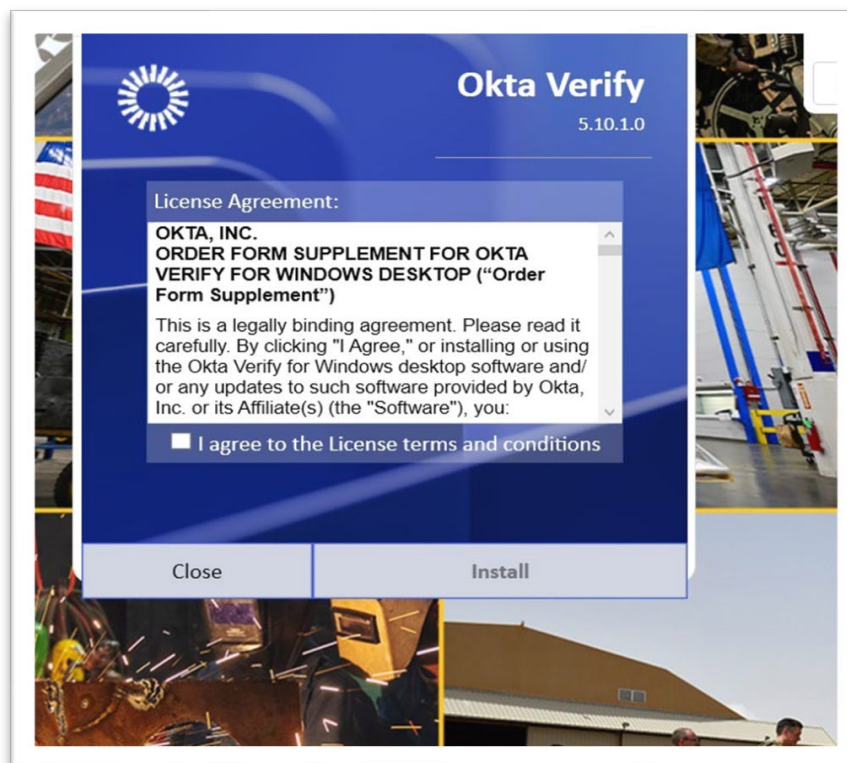 Okta Verify
5.10.1.0
License Agreement:
OKTA, INC.
ORDER FORM SUPPLEMENT FOR OKTA
VERIFY FOR WINDOWS DESKTOP (“Order
Form Supplement”)
This is a legally binding agreement. Please read it
carefully. By clicking "I Agree," or installing or using
the Okta Verify for Windows desktop software and/
or any updates to such software provided by Okta,
Inc. or its Affiliate(s) (the "Software"), you:
I agree to the License terms and conditions
Close
Install